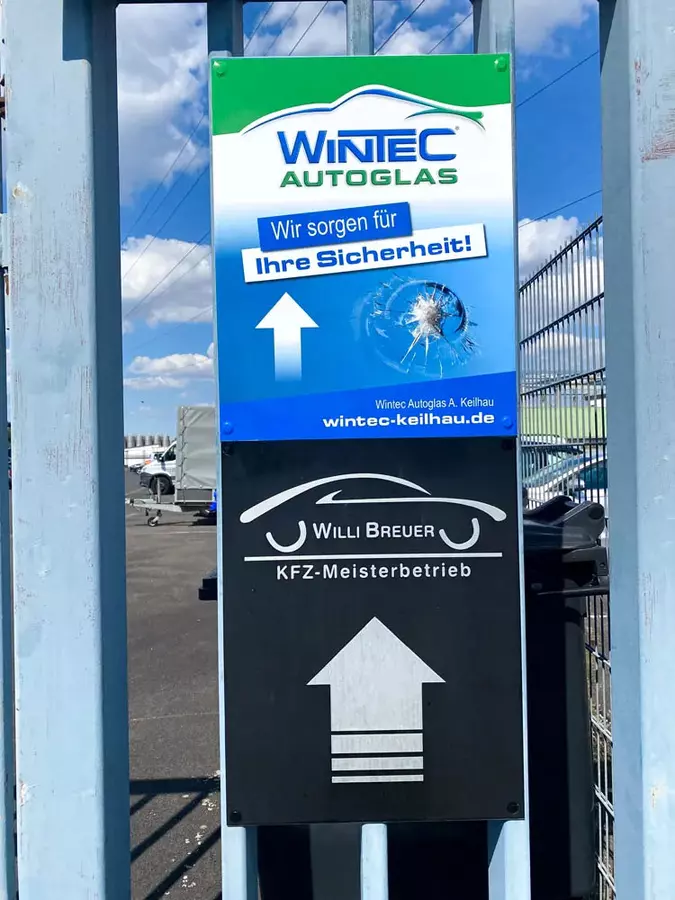 WINTEC®
AUTOGLAS
Wir sorgen für
Ihre Sicherheit!
Wintec Autoglas A. Keilhau
wintec-keilhau.de
WILLI BREUER
KFZ-Meisterbetrieb